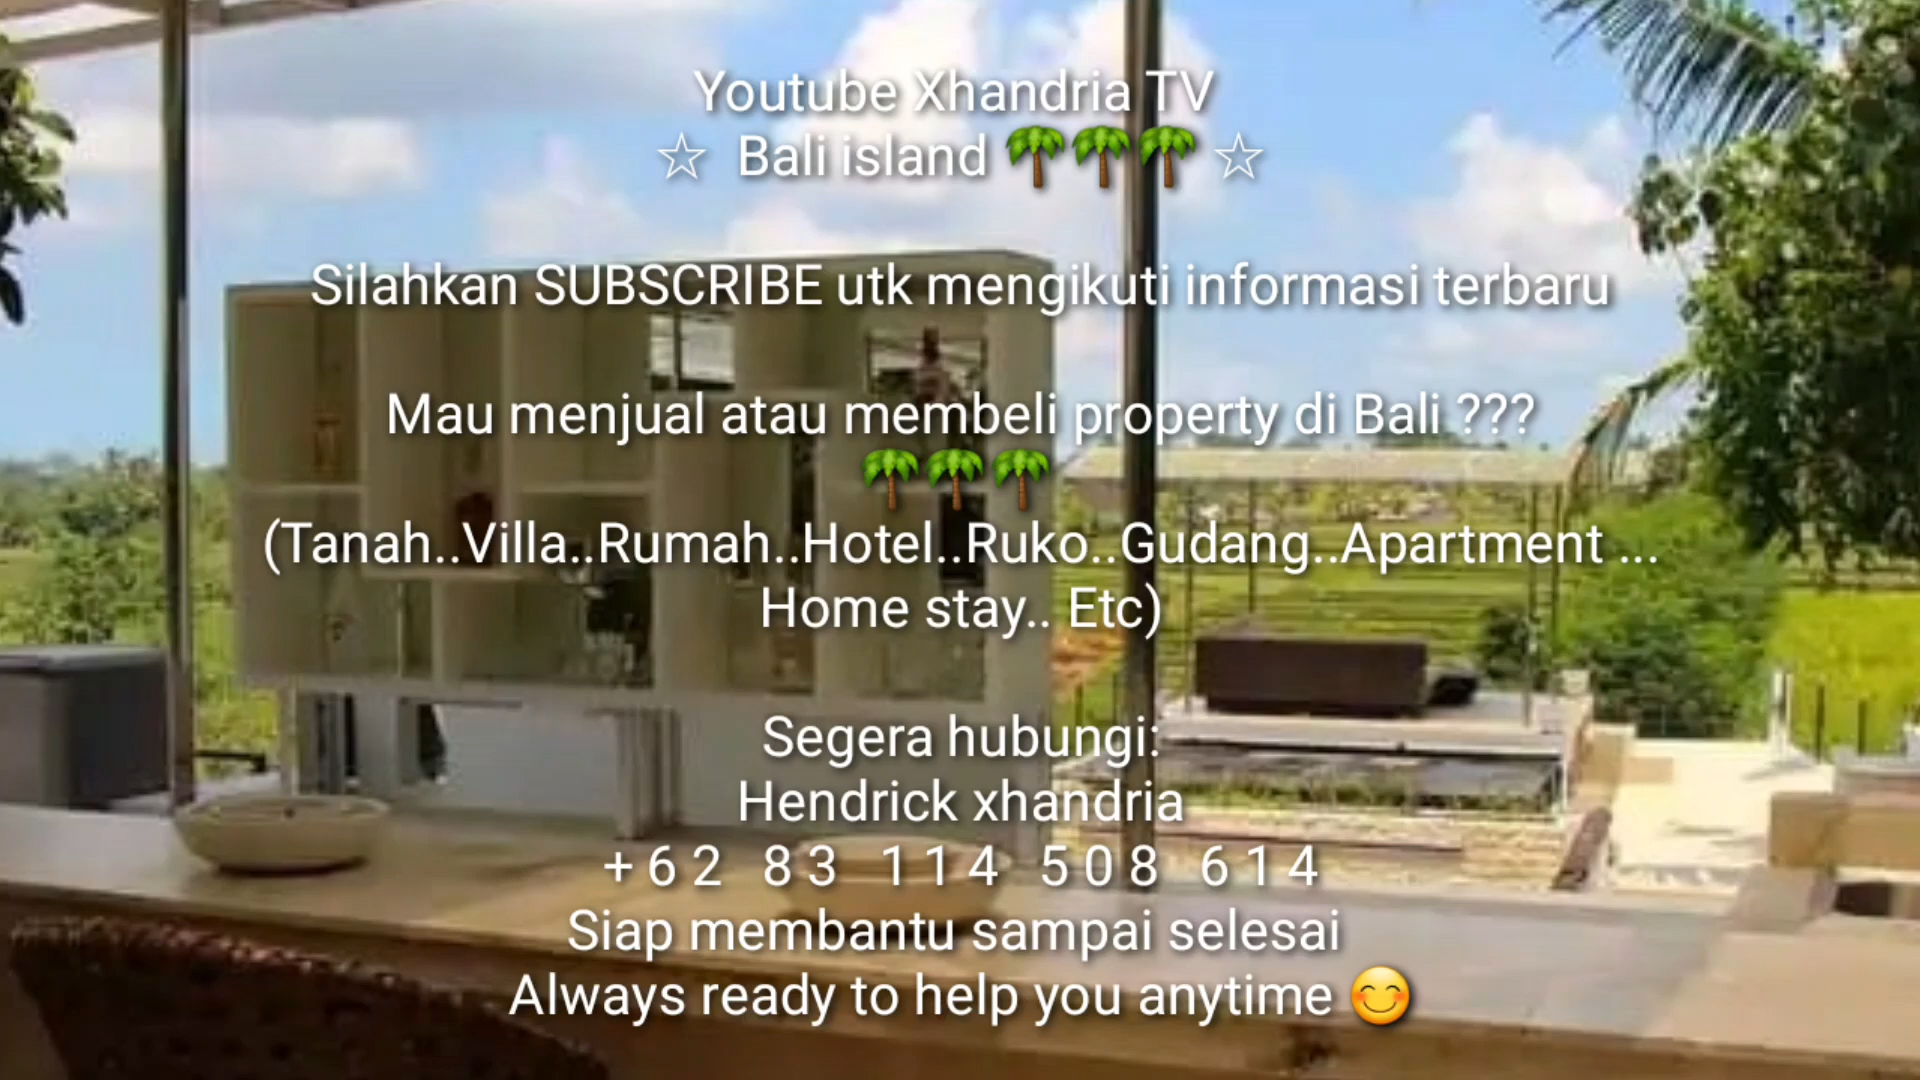 Youtube Xhandria TV
☆ Bali island 🌴🌴🌴 ☆
Silahkan SUBSCRIBE utk mengikuti informasi terbaru
Mau menjual atau membeli property di Bali ???
🌴🌴🌴
(Tanah..Villa..Rumah..Hotel..Ruko..Gudang..Apartment ...
Home stay.. Etc)
Segera hubungi:
Hendrick xhandria
+62 83 114 508 614
Siap membantu sampai selesai
Always ready to help you anytime 😊